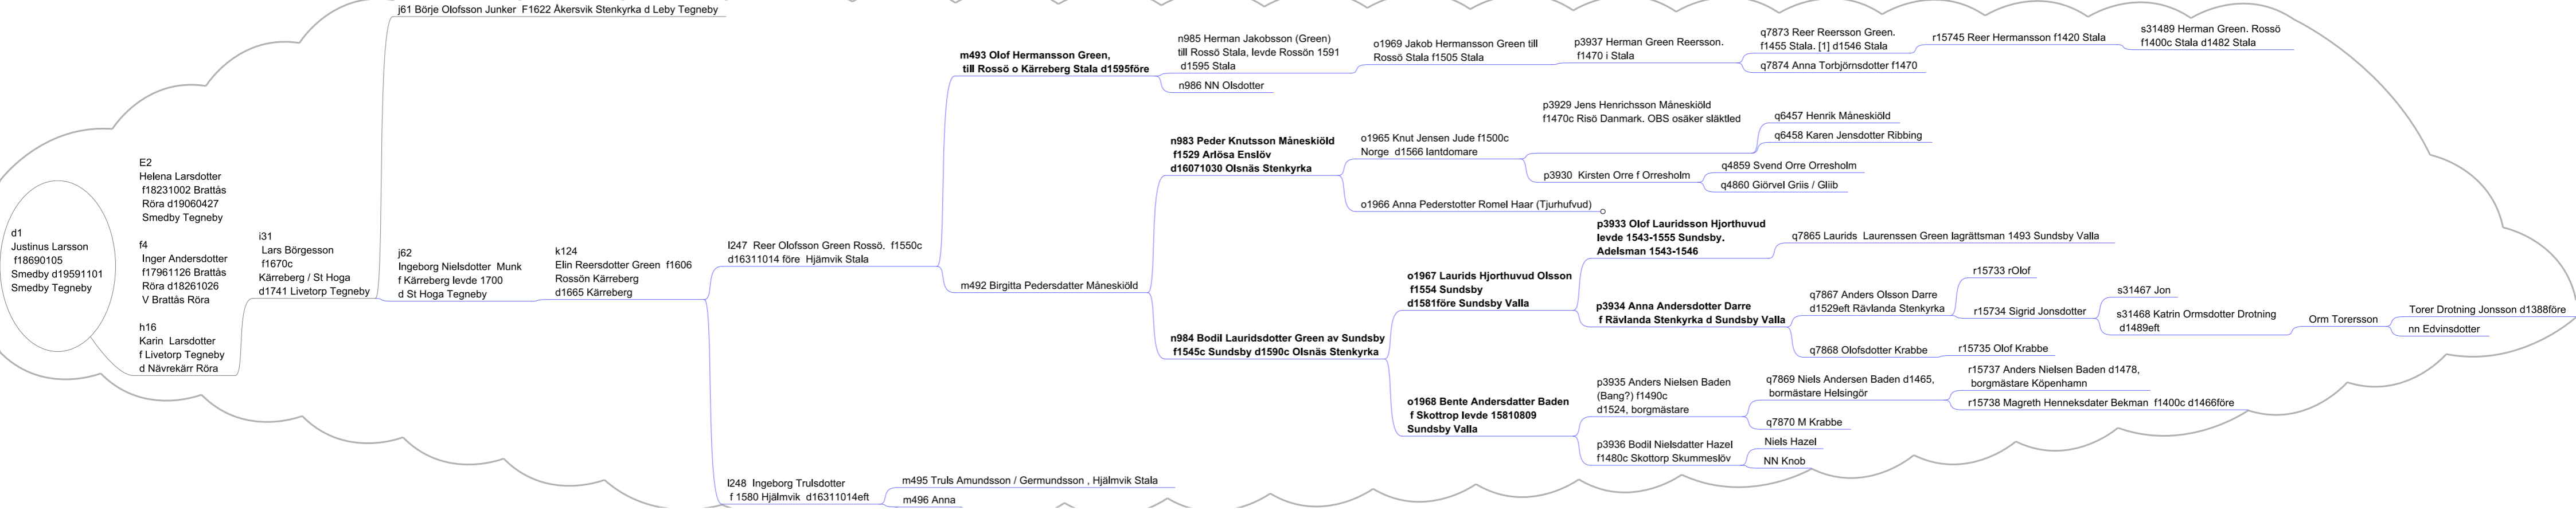 j61 Börje Olofsson Junker  F1622 Åkersvik Stenkyrka d Leby Tegneby
d1
Justinus Larsson
f18690105
Smedby d19591101
Smedby Tegneby
E2
Helena Larsdotter
f18231002 Brattås
Röra d19060427
Smedby Tegneby
f4
Inger Andersdotter
f17961126 Brattås
Röra d18261026
V Brattås Röra
h16
Karin  Larsdotter
f Livetorp Tegneby
d Nävrekärr Röra
i31
Lars Börgesson
f1670c
Kärreberg / St Hoga
d1741 Livetorp Tegneby
j62
Ingeborg Nielsdotter  Munk
f Kärreberg levde 1700
d St Hoga Tegneby
k124
Elin Reersdotter Green  f1606
Rossön Kärreberg
d1665 Kärreberg
l247  Reer Olofsson Green Rossö.  f1550c
d16311014 före  Hjämvik Stala
l248  Ingeborg Trulsdotter
f 1580 Hjälmvik  d16311014eft
m495 Truls Amundsson / Germundsson , Hjälmvik Stala
m496 Anna
m493 Olof Hermansson Green,
till Rossö o Kärreberg Stala d1595före
m492 Birgitta Pedersdatter Måneskiöld
n985 Herman Jakobsson (Green)
till Rossö Stala, levde Rossön 1591
d1595 Stala
n986 NN Olsdotter
o1969 Jakob Hermansson Green till
Rossö Stala f1505 Stala
p3937 Herman Green Reersson.
f1470 i Stala
q7873 Reer Reersson Green.
f1455 Stala. [1] d1546 Stala
q7874 Anna Torbjörnsdotter f1470
r15745 Reer Hermansson f1420 Stala
s31489 Herman Green. Rossö
f1400c Stala d1482 Stala
n983 Peder Knutsson Måneskiöld
f1529 Arlösa Enslöv
d16071030 Olsnäs Stenkyrka
o1965 Knut Jensen Jude f1500c
Norge  d1566 lantdomare
o1966 Anna Pederstotter Romel Haar (Tjurhufvud)
p3929 Jens Henrichsson Måneskiöld
f1470c Risö Danmark. OBS osäker släktled
p3930  Kirsten Orre f Orresholm
q6457 Henrik Måneskiöld
q6458 Karen Jensdotter Ribbing
q4859 Svend Orre Orresholm
q4860 Giörvel Griis / Gliib
n984 Bodil Lauridsdotter Green av Sundsby
f1545c Sundsby d1590c Olsnäs Stenkyrka
o1967 Laurids Hjorthuvud Olsson
f1554 Sundsby
d1581före Sundsby Valla
o1968 Bente Andersdatter Baden
f Skottrop levde 15810809
Sundsby Valla
p3933 Olof Lauridsson Hjorthuvud
levde 1543-1555 Sundsby.
Adelsman 1543-1546
q7865 Laurids  Laurenssen Green lagrättsman 1493 Sundsby Valla
p3934 Anna Andersdotter Darre
f Rävlanda Stenkyrka d Sundsby Valla
q7867 Anders Olsson Darre
d1529eft Rävlanda Stenkyrka
q7868 Olofsdotter Krabbe
r15733 rOlof
r15734 Sigrid Jonsdotter
r15735 Olof Krabbe
s31467 Jon
s31468 Katrin Ormsdotter Drotning
d1489eft
Orm Torersson
Torer Drotning Jonsson d1388före
nn Edvinsdotter
p3935 Anders Nielsen Baden
(Bang?) f1490c
d1524, borgmästare
p3936 Bodil Nielsdatter Hazel
f1480c Skottorp Skummeslöv
q7869 Niels Andersen Baden d1465,
bormästare Helsingör
q7870 M Krabbe
r15737 Anders Nielsen Baden d1478,
borgmästare Köpenhamn
r15738 Magreth Henneksdater Bekman  f1400c d1466före
Niels Hazel
NN Knob